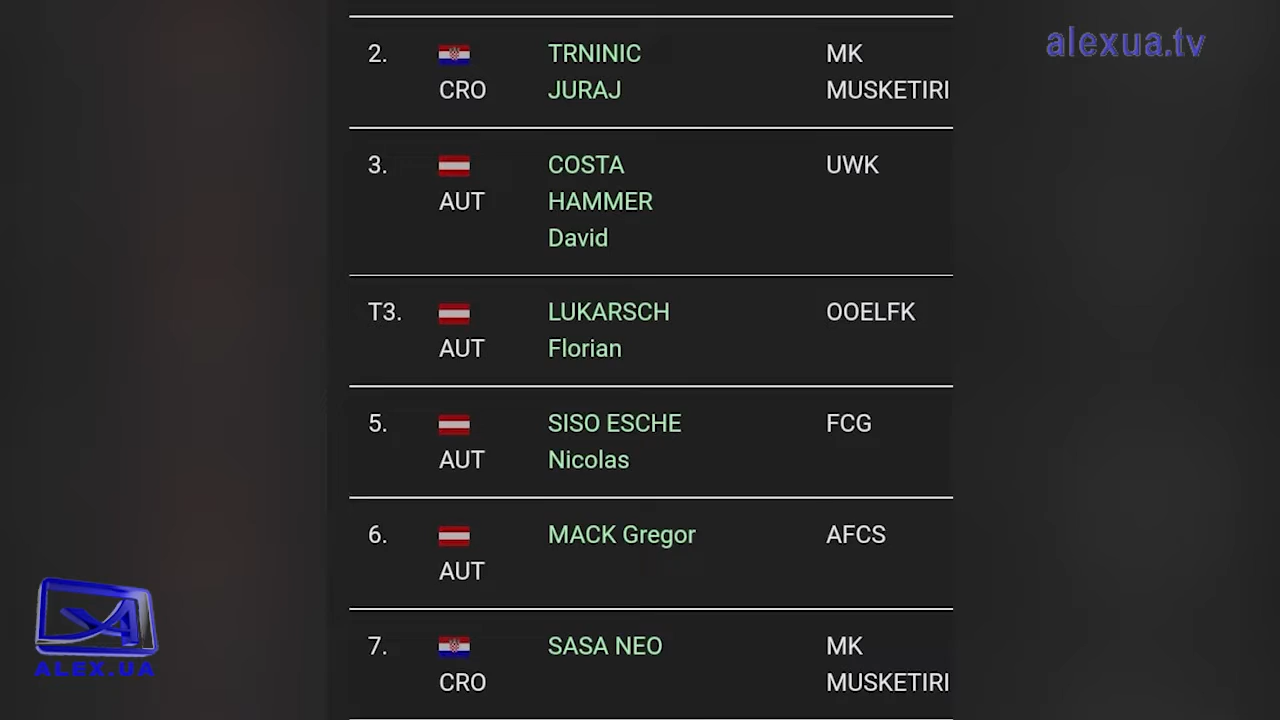 alexua.tv
2. TRNINIC MK
CRO JURAJ MUSKETIRI
3. COSTA UWK
AUT HAMMER
David
T3. LUKARSCH OOELFK
AUT Florian
5. SISO ESCHE FCG
AUT Nicolas
6. MACK Gregor AFCS
AUT
7. SASA NEO MK
CRO MUSKETIRI
ALEX.UA